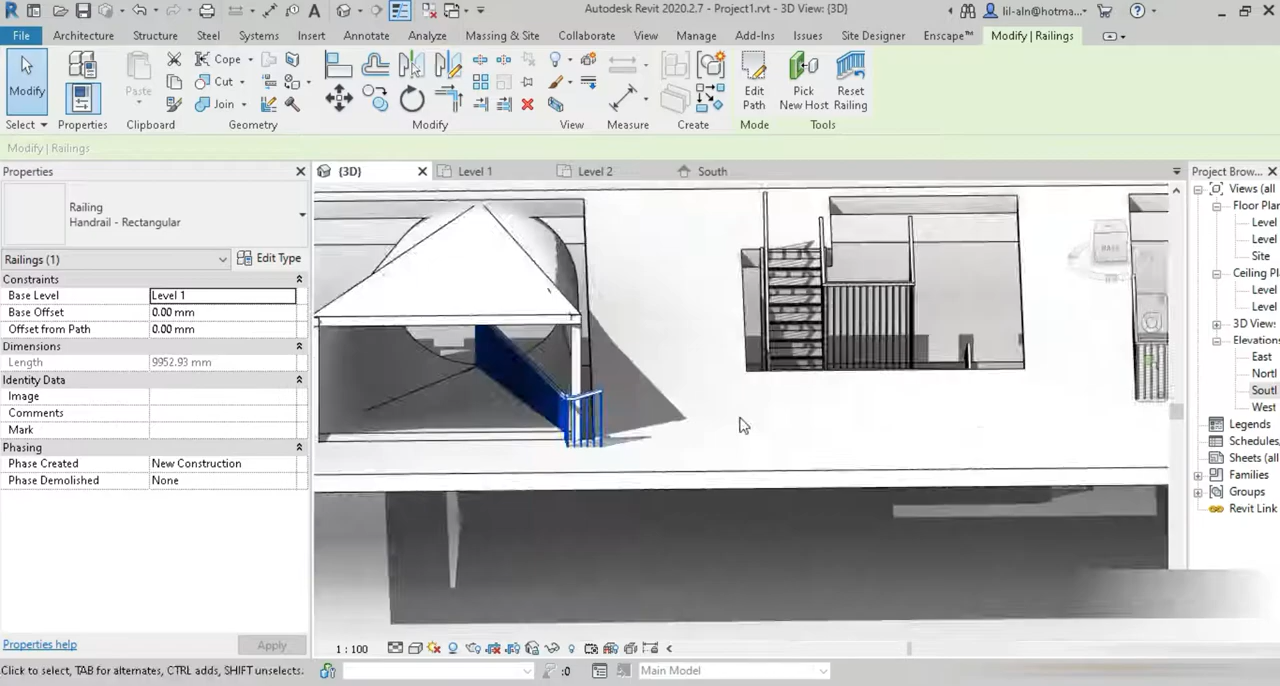 Autodesk Revit 2020.2.7 - Project1.rvt - 3D View: {3D}
lil-aln@hotma...
File Architecture Structure Steel Systems Insert Annotate Analyze Massing & Site Collaborate View Manage Add-Ins Issues Site Designer Enscape™ Modify | Railings
Modify
Paste
Cope
Cut
Join
Edit Path
Pick New Host
Reset Railing
Select Properties Clipboard Geometry Modify View Measure Create Mode Tools
Modify | Railings
Properties
{3D}
Level 1
Level 2
South
Project Brow...
Railing
Handrail - Rectangular
Railings (1)
Edit Type
Constraints
Base Level Level 1
Base Offset 0.00 mm
Offset from Path 0.00 mm
Dimensions
Length 9952.93 mm
Identity Data
Image
Comments
Mark
Phasing
Phase Created New Construction
Phase Demolished None
Properties help
Apply
Views (all
Floor Plan
Level
Level
Site
Ceiling Pl
Level
Level
3D Views
Elevations
East
North
South
West
Legends
Schedules,
Sheets (all
Families
Groups
Revit Link
1 : 100
Click to select, TAB for alternates, CTRL adds, SHIFT unselects.
:0
Main Model